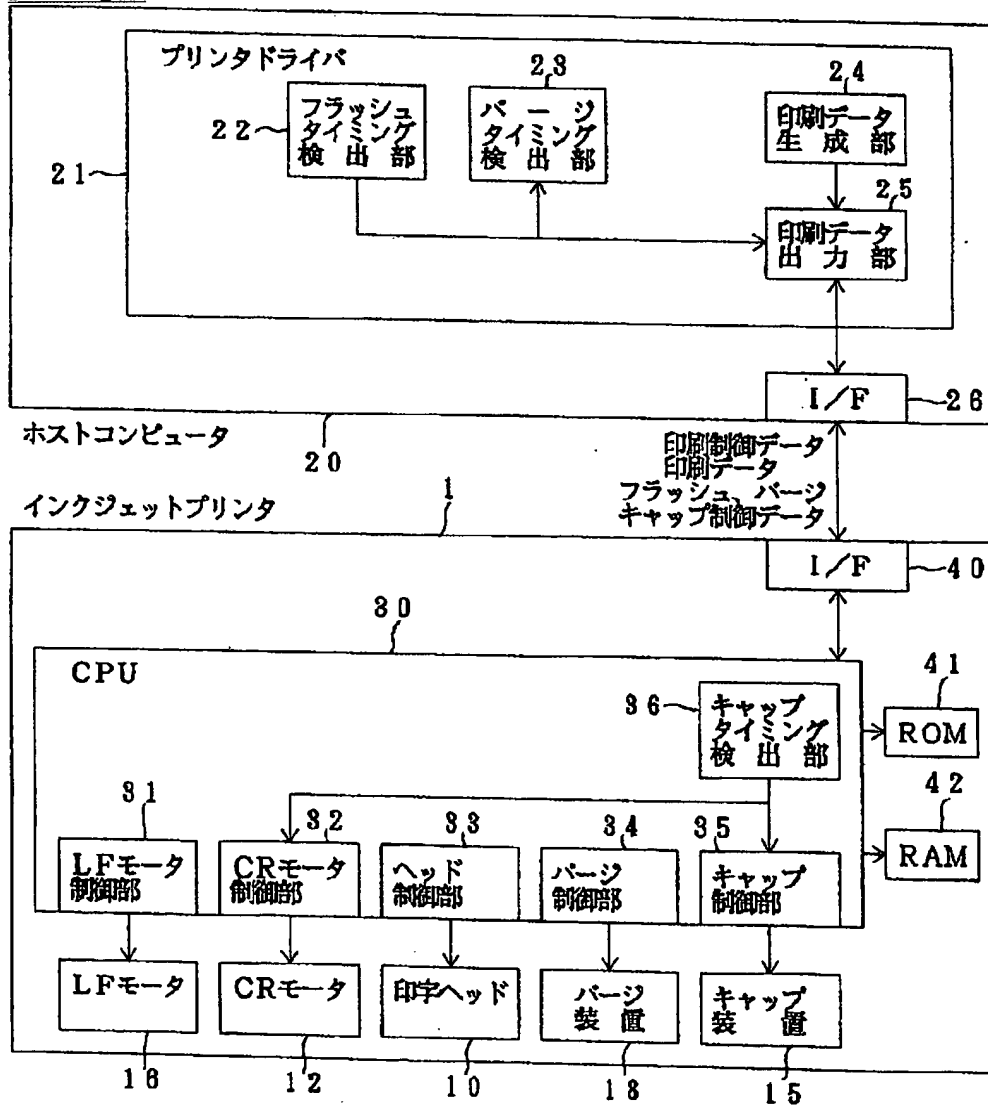 プリンタドライバ
23
24
フラッシュ
タイミング
検出部
22
パージ
タイミング
検出部
印刷データ
生成部
21
25
印刷データ
出力部
I/F
26
ホストコンピュータ
20
印刷制御データ
印刷データ
フラッシュ、パージ
キャップ制御データ
インクジェットプリンタ
1
I/F
40
30
CPU
36
キャップ
タイミング
検出部
41
ROM
42
RAM
31
32
33
34
35
LFモータ
制御部
CRモータ
制御部
ヘッド
制御部
パージ
制御部
キャップ
制御部
LFモータ
CRモータ
印字ヘッド
パージ
装置
キャップ
装置
16
12
10
18
15